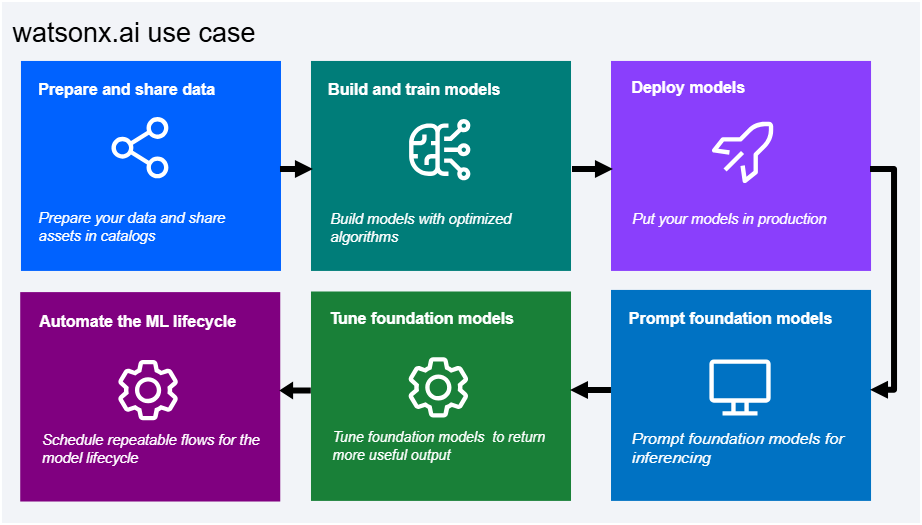 watsonx.ai use case
Prepare and share data
Prepare your data and share
assets in catalogs
Build and train models
Build models with optimized
algorithms
Deploy models
Put your models in production
Prompt foundation models
Prompt foundation models for
inferencing
Tune foundation models
Tune foundation models to return
more useful output
Automate the ML lifecycle
Schedule repeatable flows for the
model lifecycle